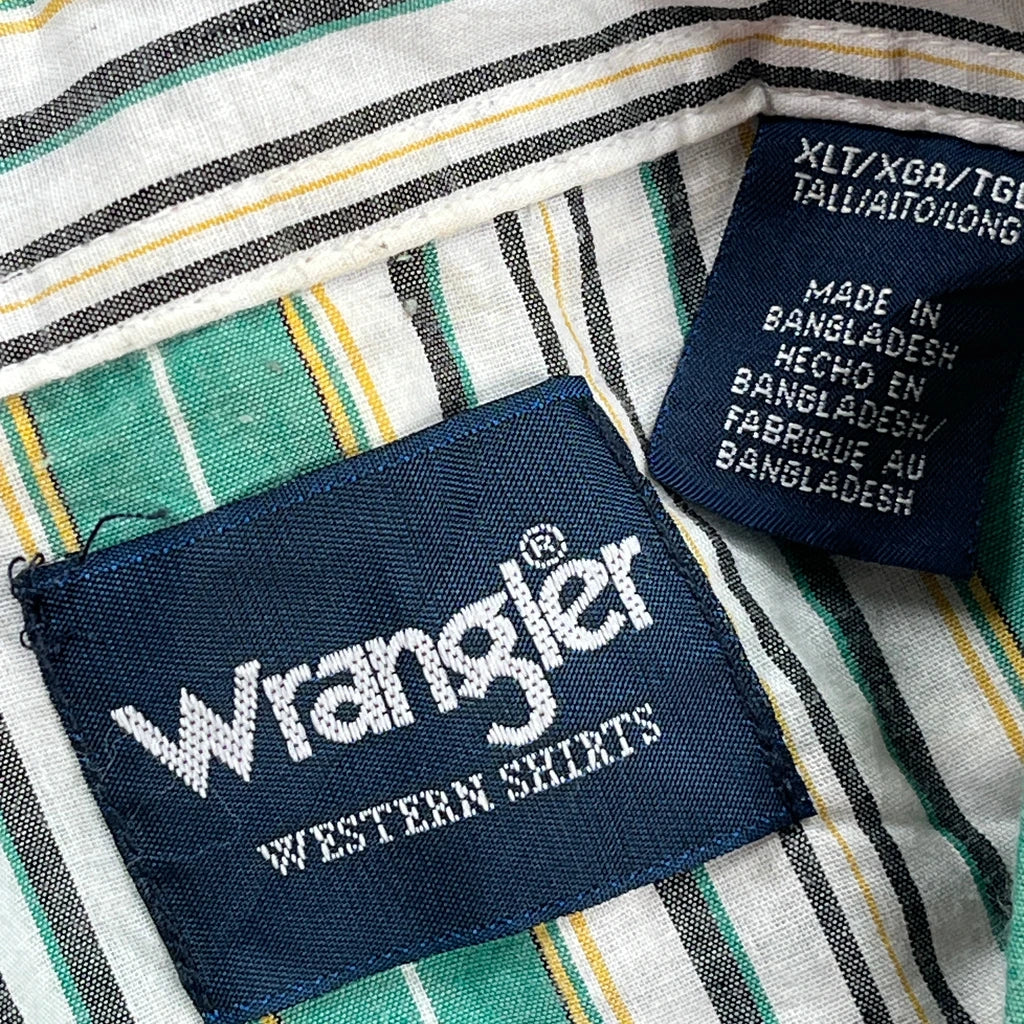 XLT/XGA/TGL
TALL/ALTO/LONG
MADE IN
BANGLADESH
HECHO EN
BANGLADESH/
FABRIQUE AU
BANGLADESH
Wrangler®
WESTERN SHIRTS